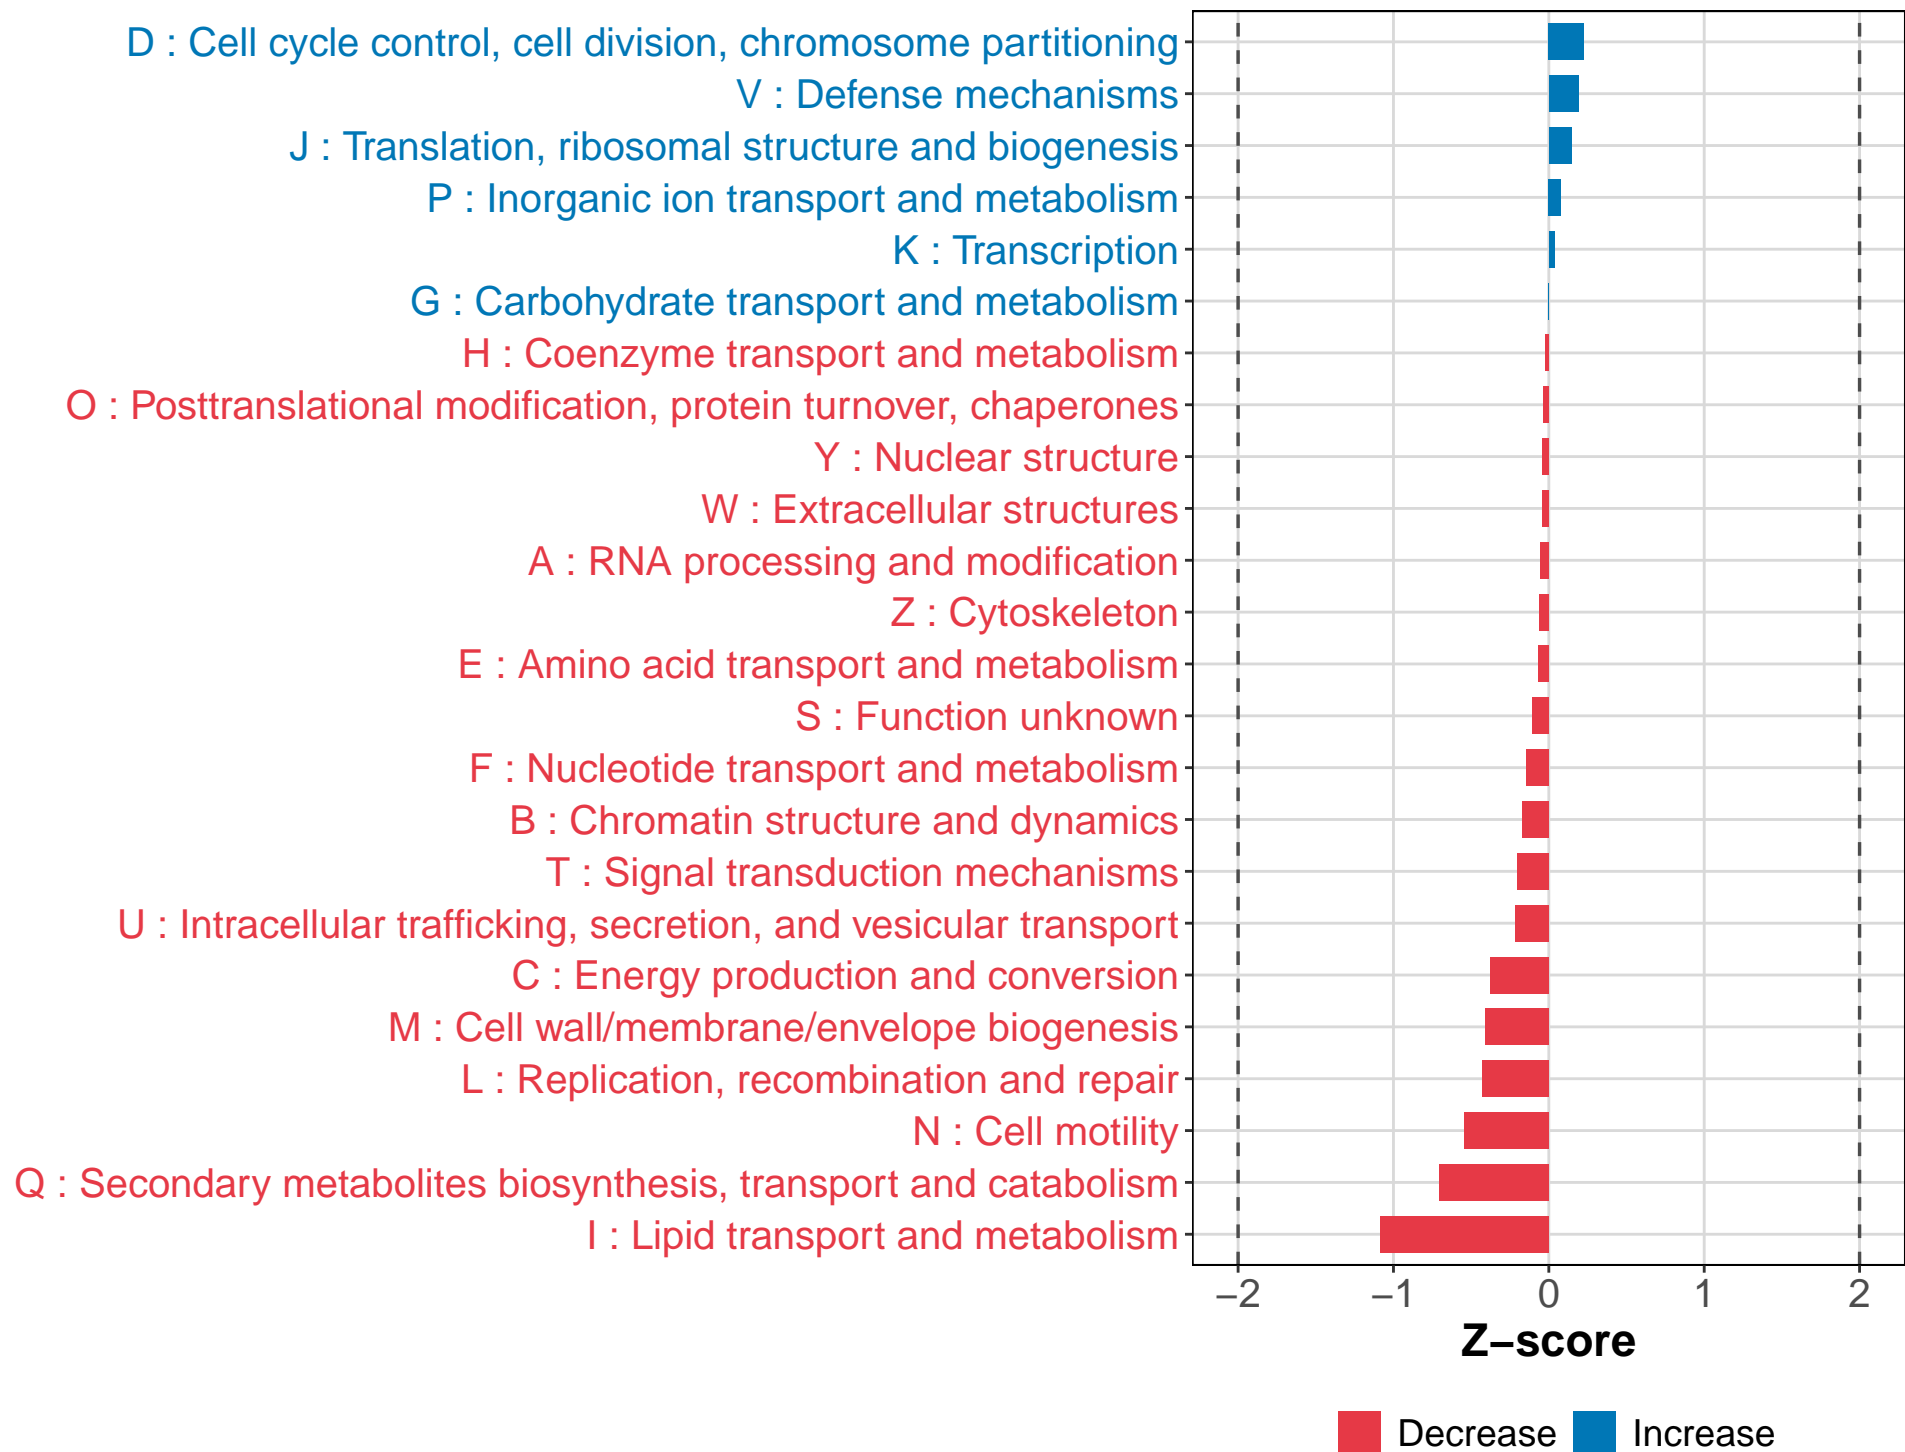 D : Cell cycle control, cell division, chromosome partitioning
V : Defense mechanisms
J : Translation, ribosomal structure and biogenesis
P : Inorganic ion transport and metabolism
K : Transcription
G : Carbohydrate transport and metabolism
H : Coenzyme transport and metabolism
O : Posttranslational modification, protein turnover, chaperones
Y : Nuclear structure
W : Extracellular structures
A : RNA processing and modification
Z : Cytoskeleton
E : Amino acid transport and metabolism
S : Function unknown
F : Nucleotide transport and metabolism
B : Chromatin structure and dynamics
T : Signal transduction mechanisms
U : Intracellular trafficking, secretion, and vesicular transport
C : Energy production and conversion
M : Cell wall/membrane/envelope biogenesis
L : Replication, recombination and repair
N : Cell motility
Q : Secondary metabolites biosynthesis, transport and catabolism
I : Lipid transport and metabolism
−2 −1 0 1 2
Z−score
Decrease Increase